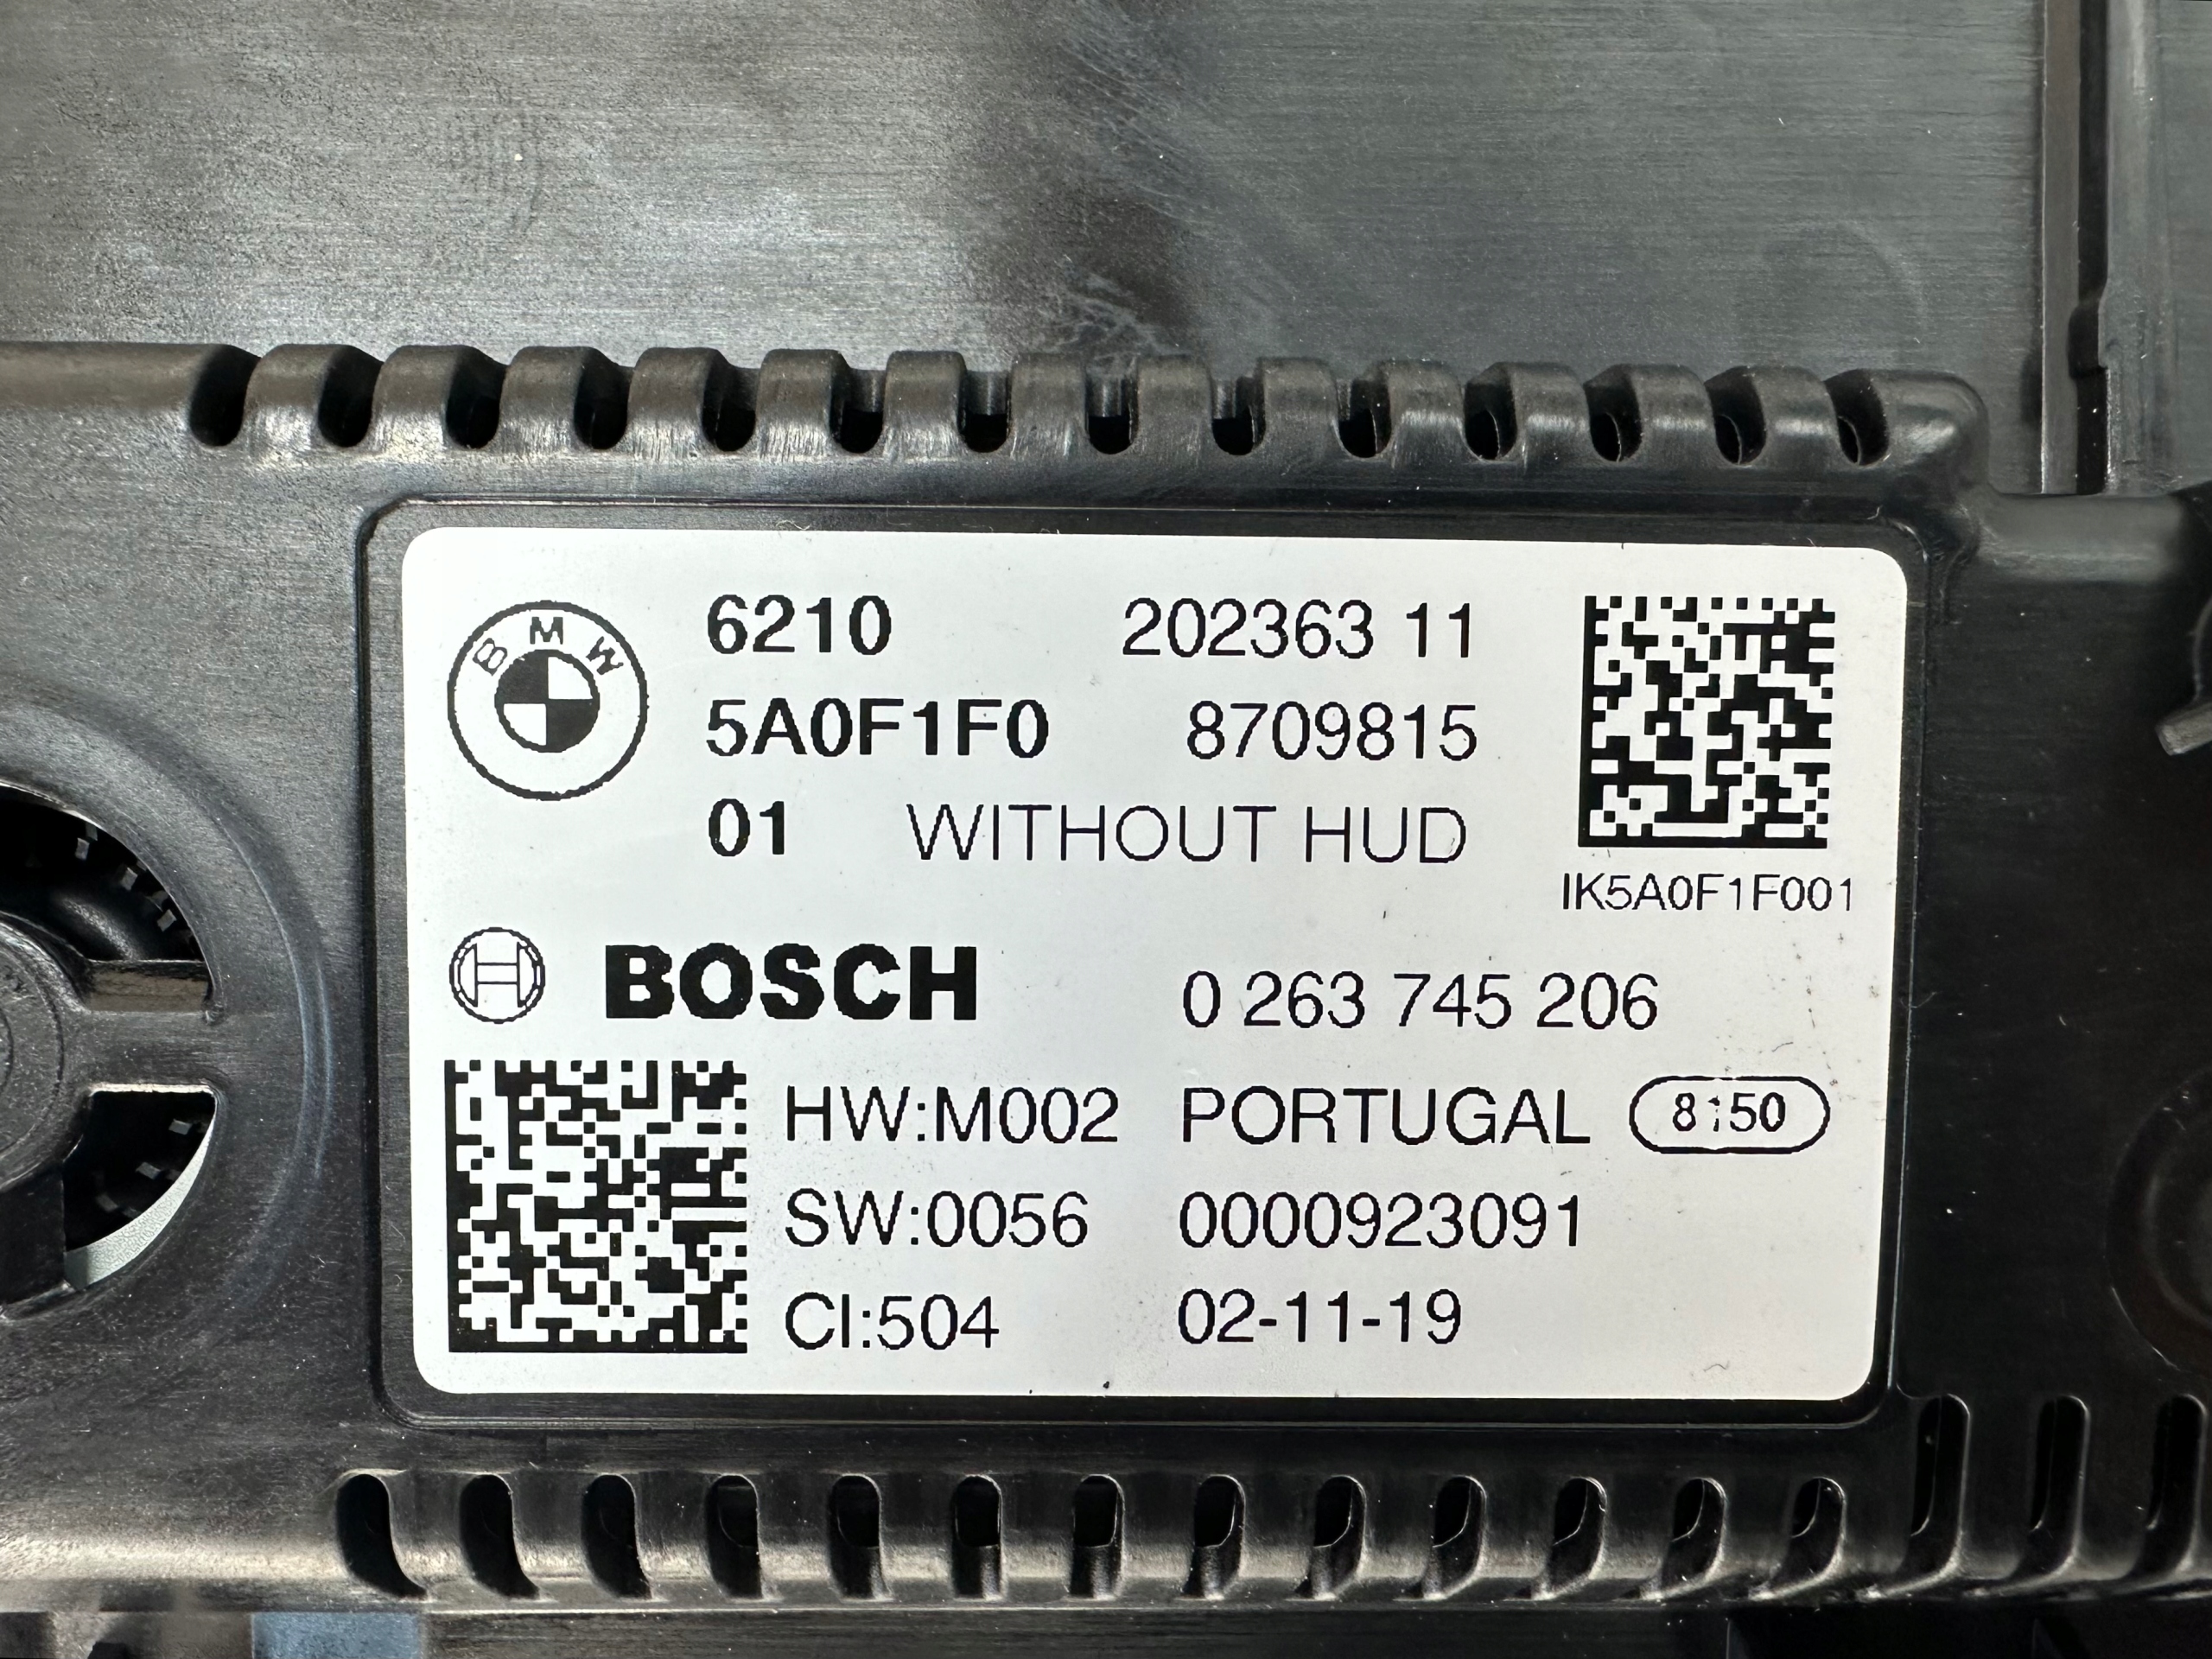 BMW
6210 202363 11
5A0F1F0 8709815
01 WITHOUT HUD
IK5A0F1F001
BOSCH 0 263 745 206
HW:M002 PORTUGAL 8150
SW:0056 0000923091
CI:504 02-11-19